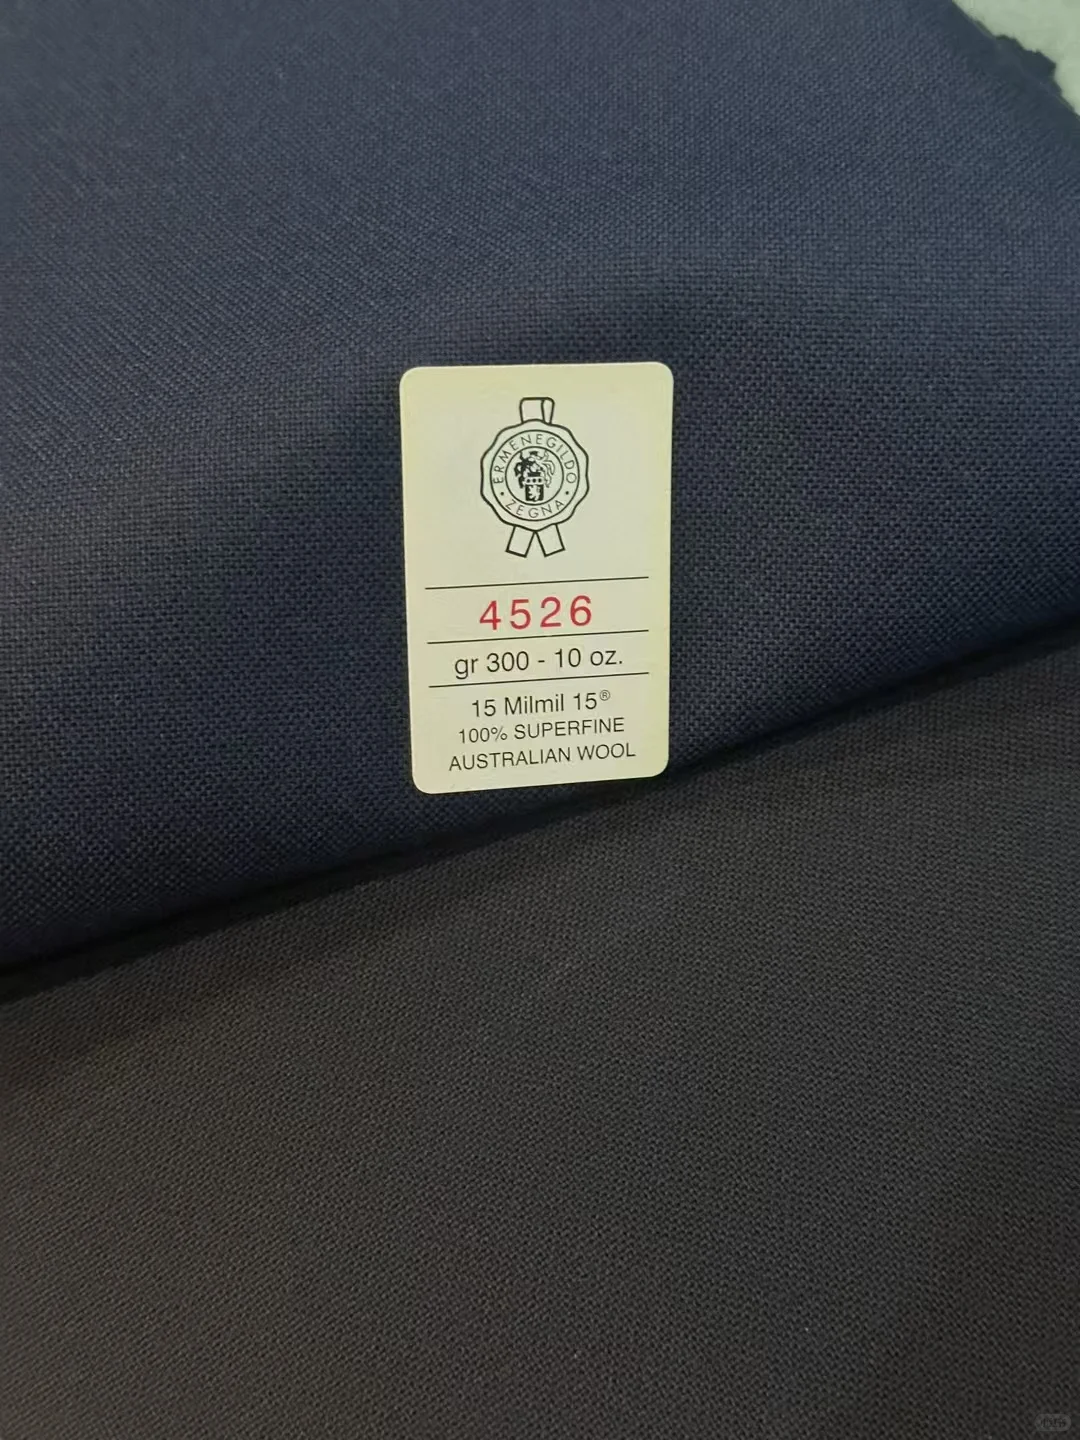 ERMENEGILDO
ZEGNA
4526
gr 300 - 10 oz.
15 Milmil 15®
100% SUPERFINE
AUSTRALIAN WOOL